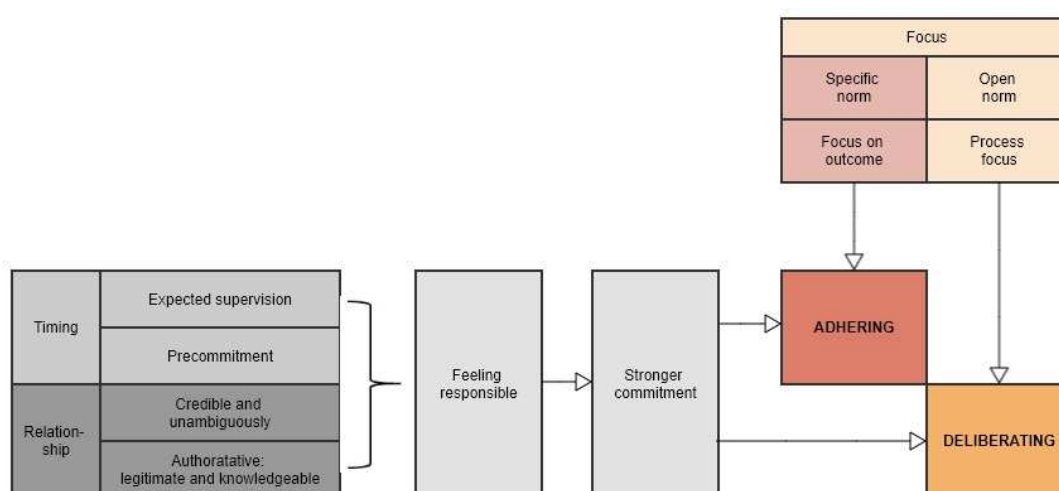 Focus
Specific
norm
Open
norm
Focus on
outcome
Process
focus
Timing
Expected supervision
Precommitment
Relation-
ship
Credible and
unambiguously
Authoratative:
legitimate and knowledgeable
Feeling
responsible
Stronger
commitment
ADHERING
DELIBERATING